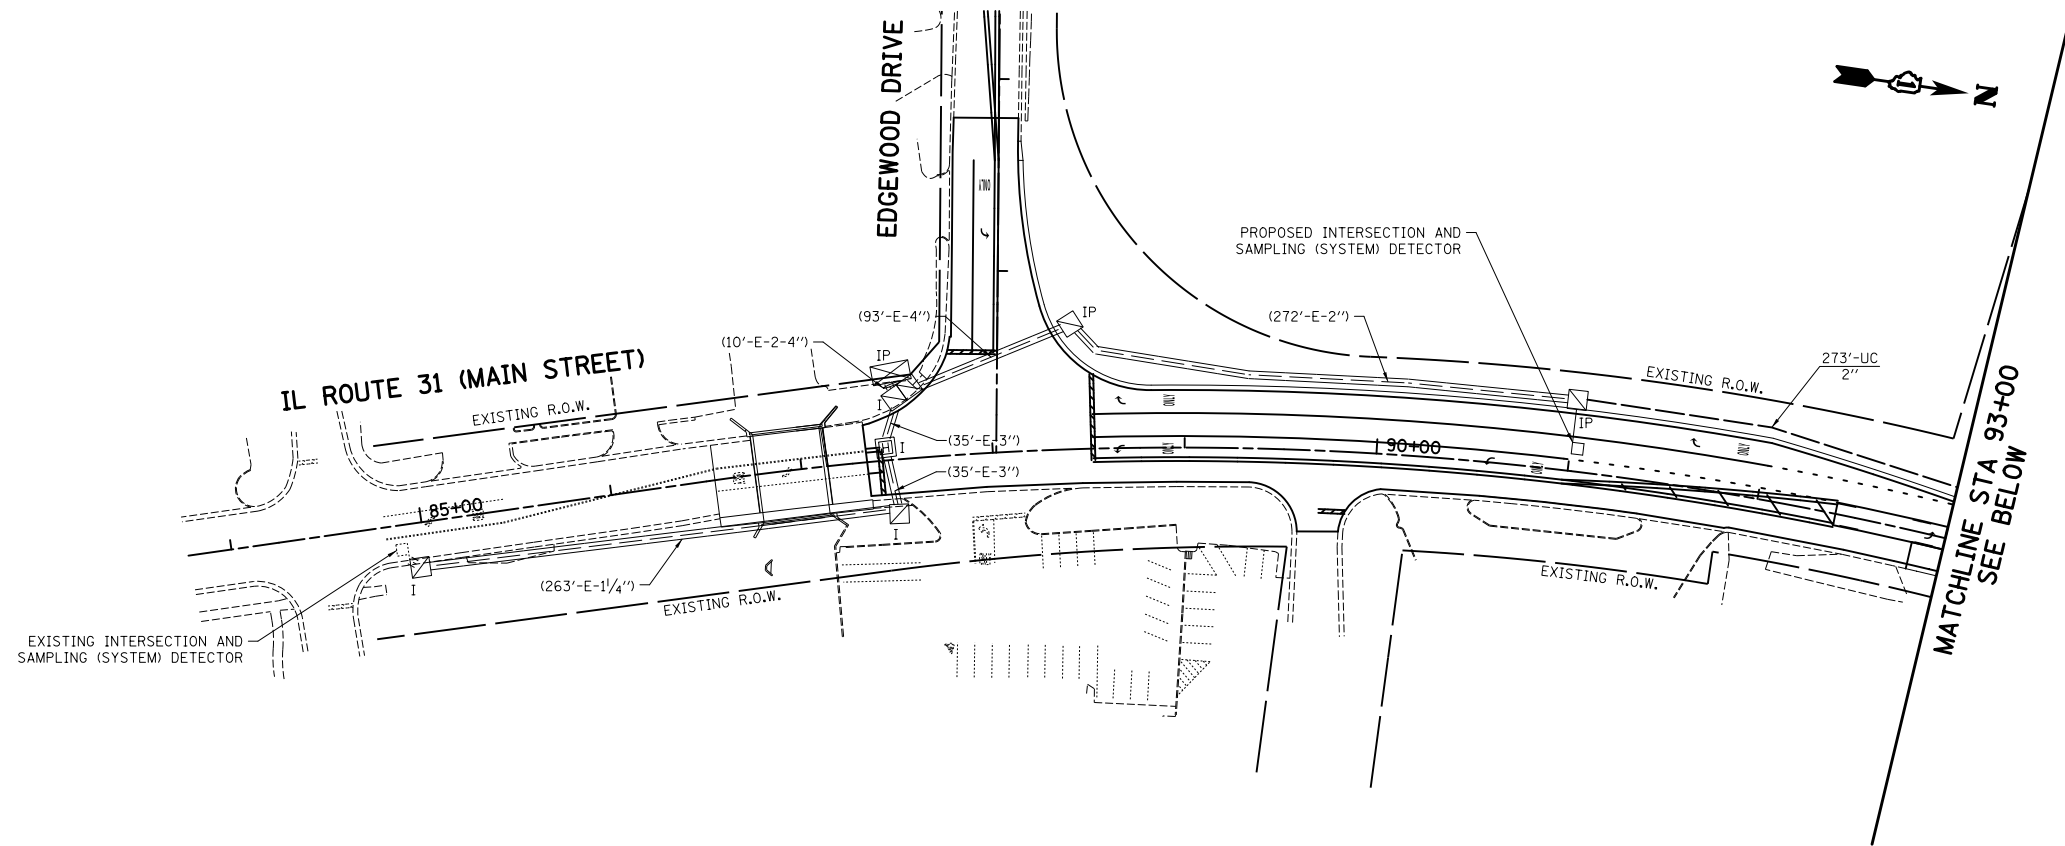 EDGEWOOD DRIVE
N
1
ONLY
PROPOSED INTERSECTION AND
SAMPLING (SYSTEM) DETECTOR
IP
(93'-E-4")
(272'-E-2")
(10'-E-2-4")
IP
273'-UC
2"
EXISTING R.O.W.
IL ROUTE 31 (MAIN STREET)
EXISTING R.O.W.
I
ONLY
IP
(35'-E-3")
H
I
90+00
ONLY
ONLY
ONLY
(35'-E-3")
85+00
I
MATCHLINE STA 93+00
SEE BELOW
I
(263'-E-1¼")
EXISTING R.O.W.
EXISTING R.O.W.
EXISTING INTERSECTION AND
SAMPLING (SYSTEM) DETECTOR